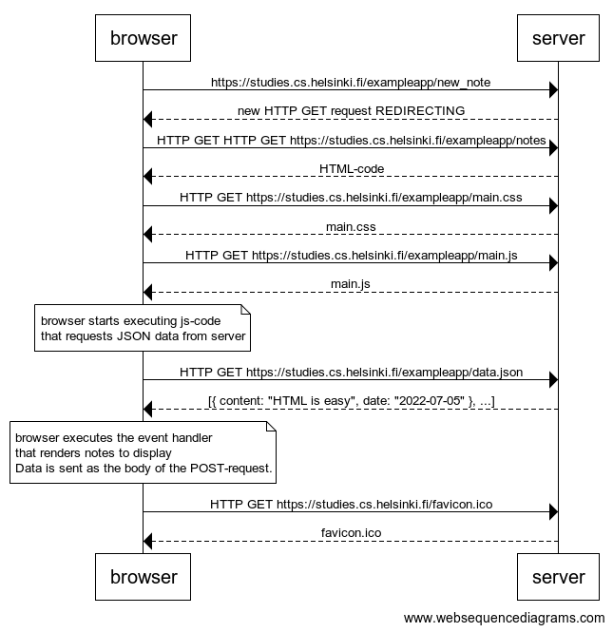 browser server
https://studies.cs.helsinki.fi/exampleapp/new_note
new HTTP GET request REDIRECTING
HTTP GET HTTP GET https://studies.cs.helsinki.fi/exampleapp/notes
HTML-code
HTTP GET https://studies.cs.helsinki.fi/exampleapp/main.css
main.css
HTTP GET https://studies.cs.helsinki.fi/exampleapp/main.js
main.js
browser starts executing js-code
that requests JSON data from server
HTTP GET https://studies.cs.helsinki.fi/exampleapp/data.json
[{ content: "HTML is easy", date: "2022-07-05" }, ...]
browser executes the event handler
that renders notes to display
Data is sent as the body of the POST-request.
HTTP GET https://studies.cs.helsinki.fi/favicon.ico
favicon.ico
browser server
www.websequencediagrams.com